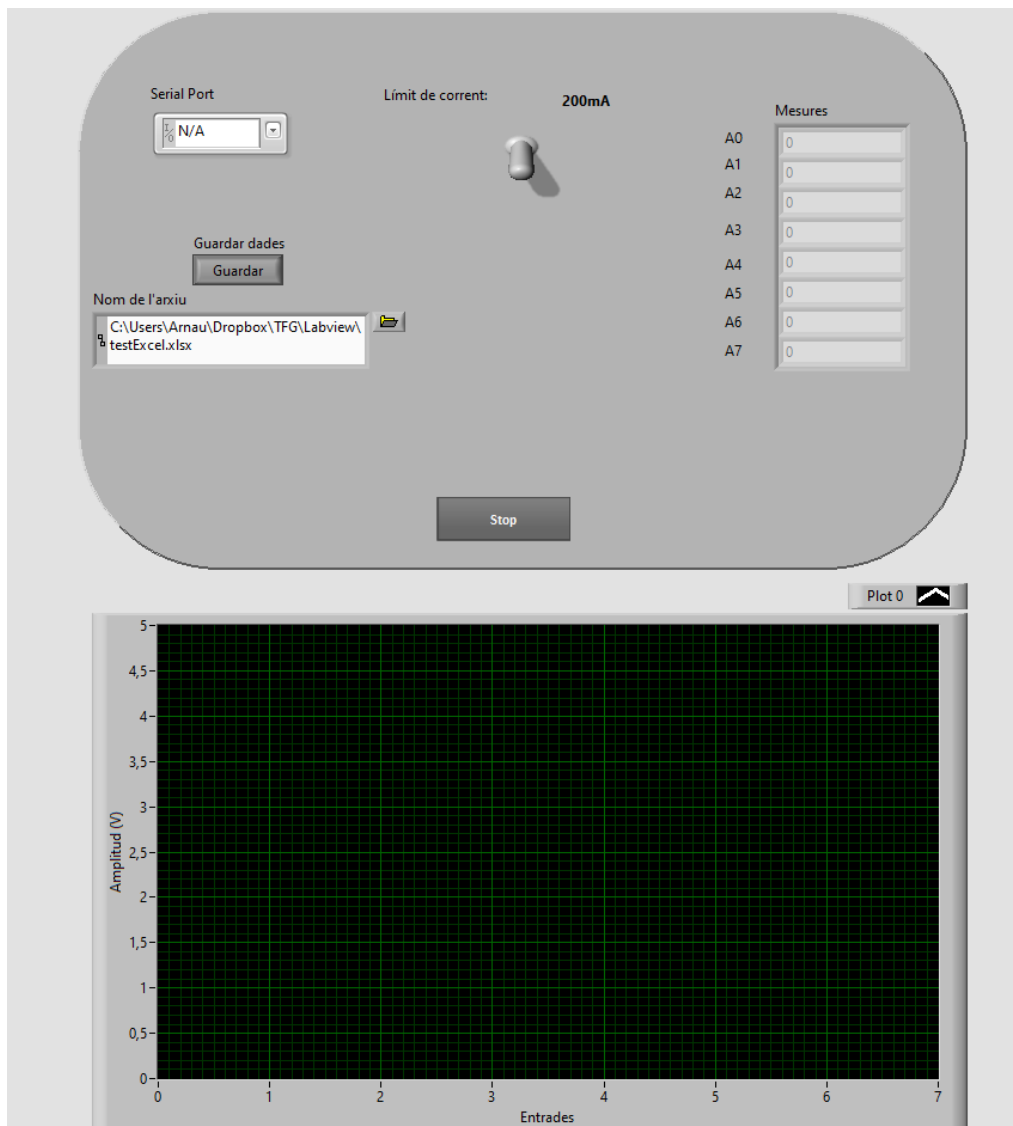 Serial Port
Límit de corrent:
200mA
Mesures
I/O N/A
A0
0
A1
0
A2
0
A3
0
A4
0
A5
0
A6
0
A7
0
Guardar dades
Guardar
Nom de l'arxiu
C:\Users\Arnau\Dropbox\TFG\Labview\
testExcel.xlsx
Stop
Plot 0
5
4,5
4
3,5
3
2,5
2
1,5
1
0,5
0
Amplitud (V)
0 1 2 3 4 5 6 7
Entrades